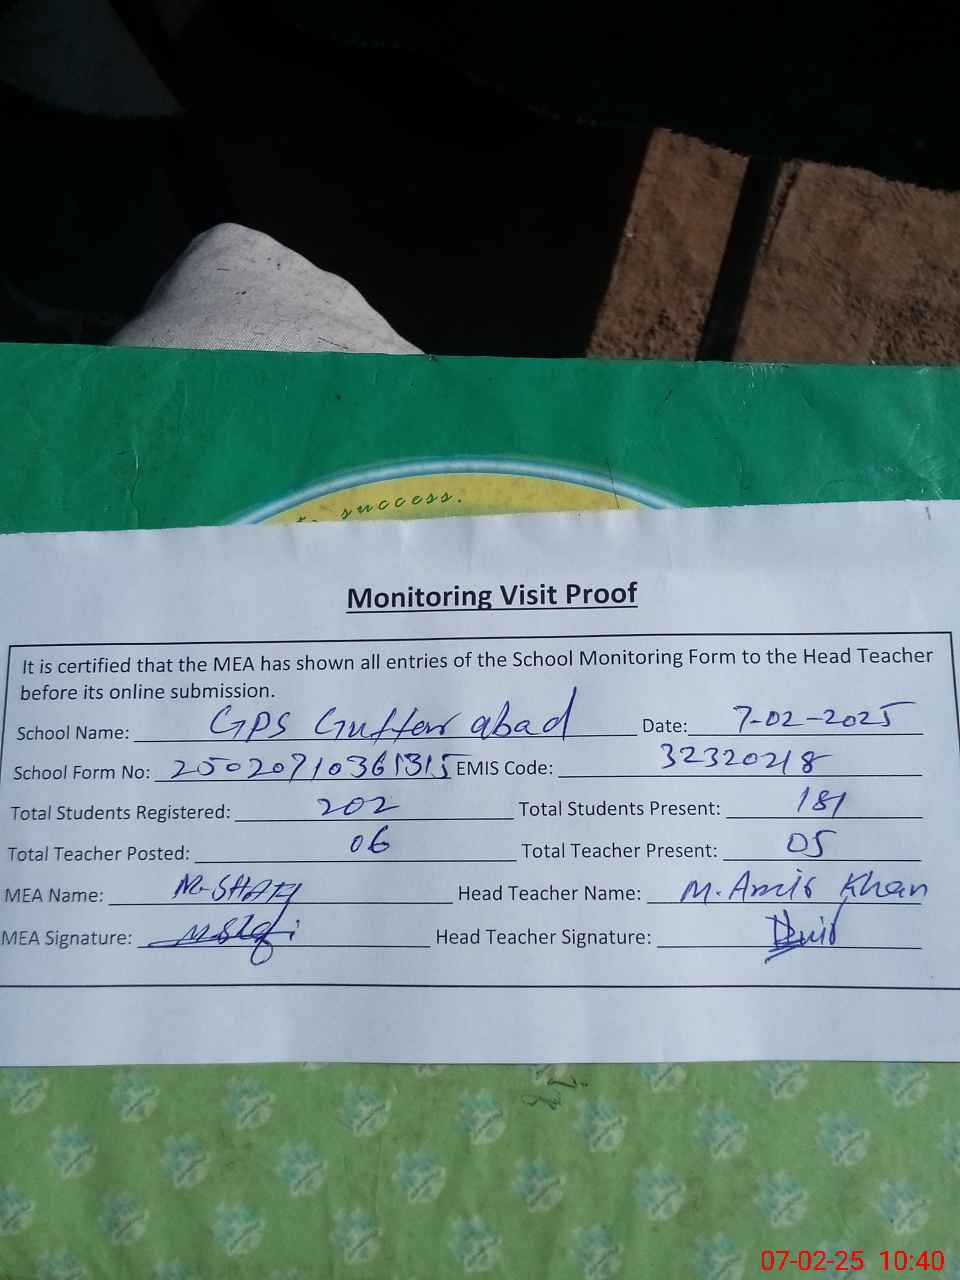 success.
Monitoring Visit Proof
It is certified that the MEA has shown all entries of the School Monitoring Form to the Head Teacher
before its online submission.
School Name: GPS Guffar abad Date: 7-02-2025
School Form No: 25020710361315 EMIS Code: 32320218
Total Students Registered: 202 Total Students Present: 181
Total Teacher Posted: 06 Total Teacher Present: 05
MEA Name: M-SHAFI Head Teacher Name: M. Amir Khan
MEA Signature: Head Teacher Signature:
07-02-25 10:40